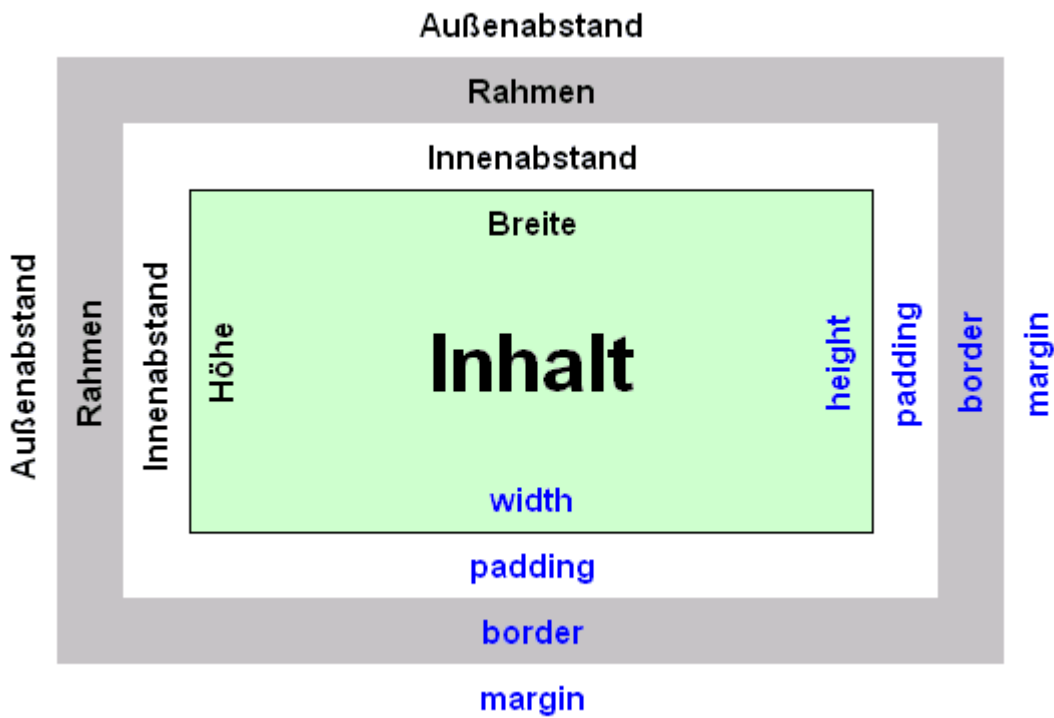 Außenabstand
Rahmen
Innenabstand
Breite
Außenabstand
Rahmen
Innenabstand
Höhe
Inhalt
height
padding
border
margin
width
padding
border
margin